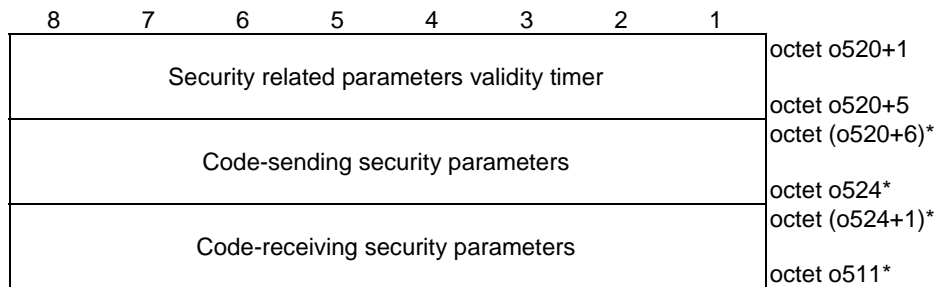 8 7 6 5 4 3 2 1
octet o520+1
Security related parameters validity timer
octet o520+5
octet (o520+6)*
Code-sending security parameters
octet o524*
octet (o524+1)*
Code-receiving security parameters
octet o511*